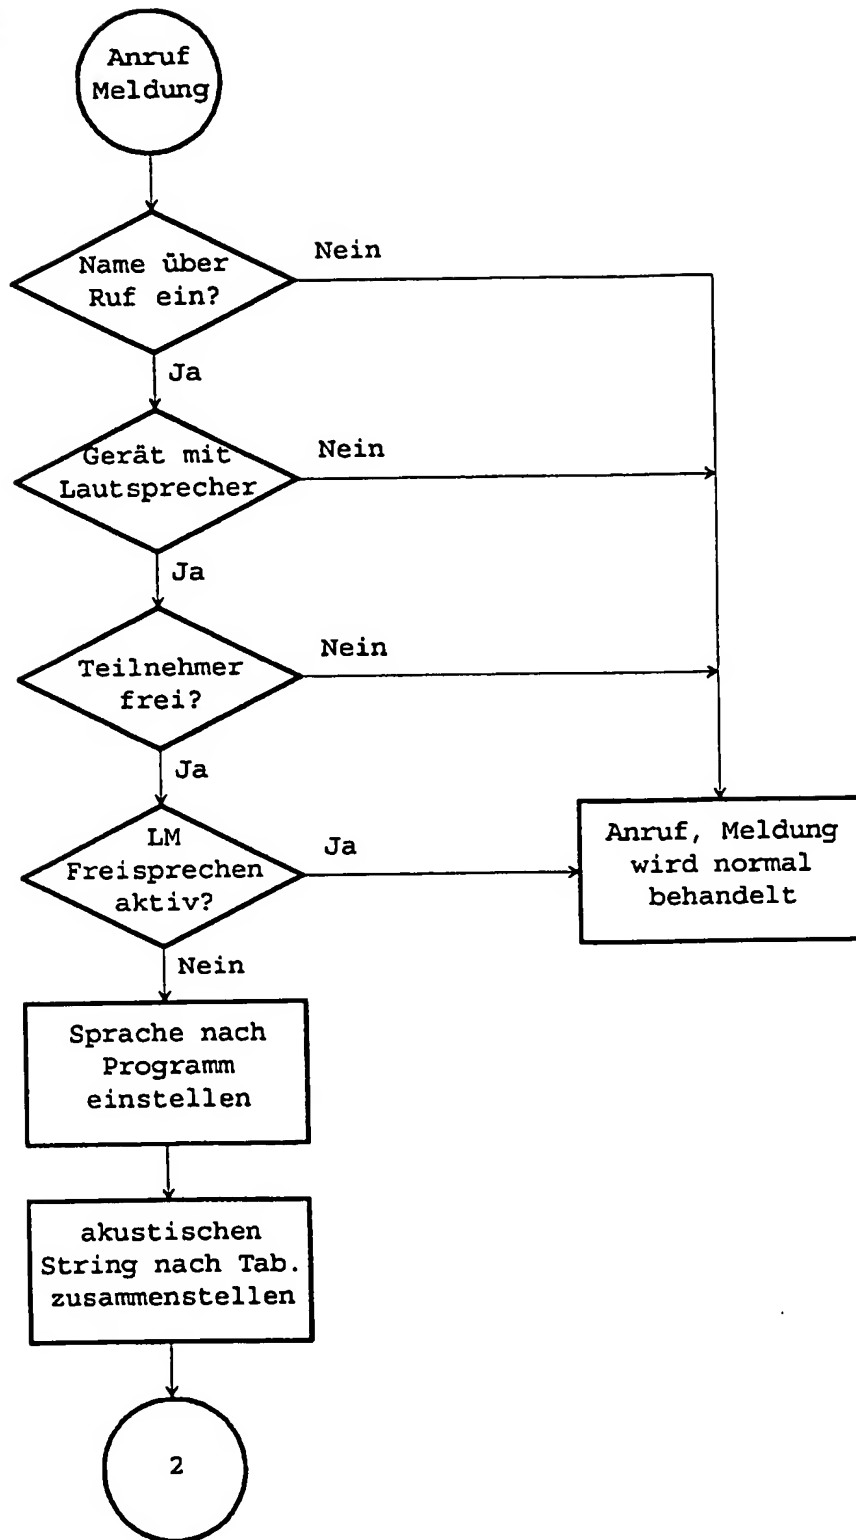 Anruf
Meldung
Name über
Ruf ein?
Nein
Ja
Gerät mit
Lautsprecher
Nein
Ja
Teilnehmer
frei?
Nein
Ja
LM
Freisprechen
aktiv?
Ja
Anruf, Meldung
wird normal
behandelt
Nein
Sprache nach
Programm
einstellen
akustischen
String nach Tab.
zusammenstellen
2